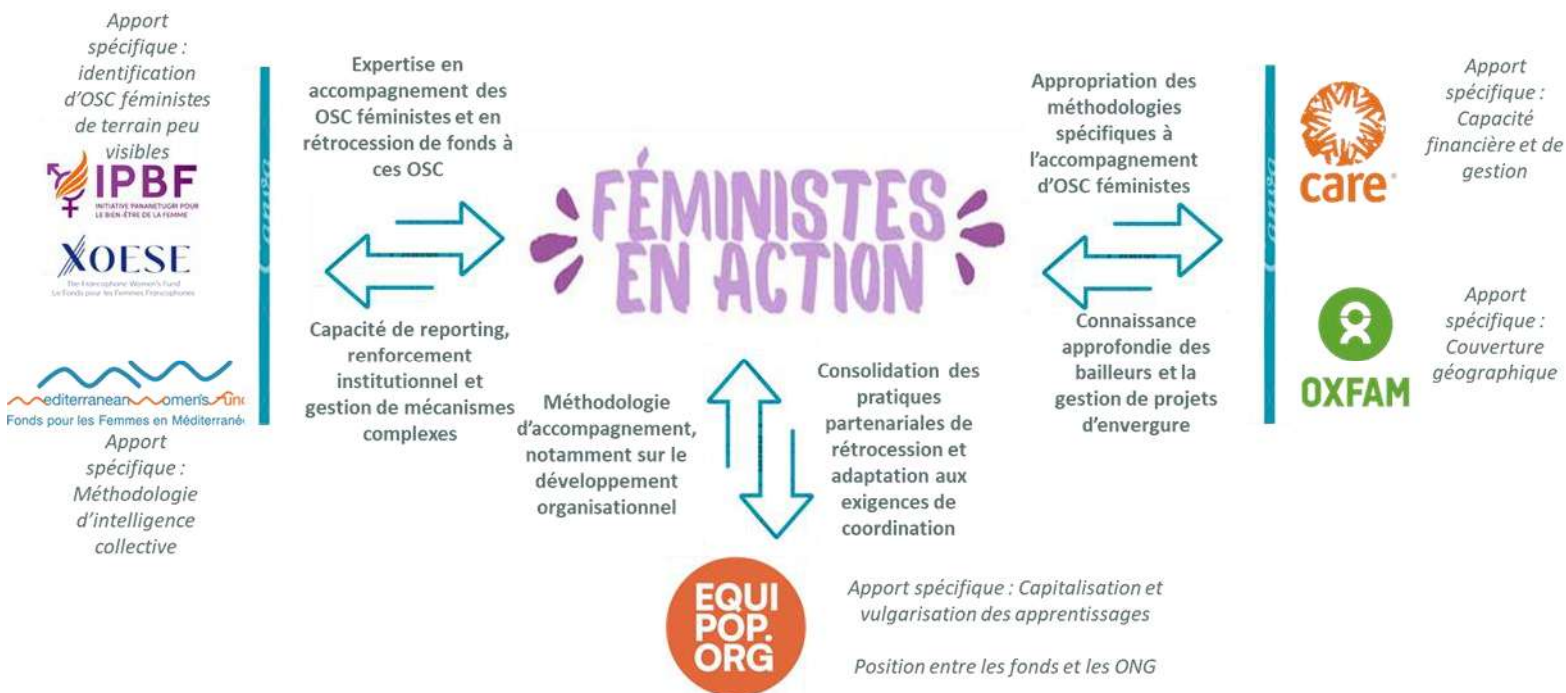 Apport
spécifique :
identification
d'OSC féministes
de terrain peu
visibles
IPBF
INITIATIVE PANANETUGRI POUR
LE BIEN-ÊTRE DE LA FEMME
XOESE
The Francophone Women's Fund
Le Fonds pour les Femmes Francophones
editerranean omen's
Fonds pour les Femmes en Méditerrané
Apport
spécifique :
Méthodologie
d'intelligence
collective
Expertise en
accompagnement des
OSC féministes et en
rétrocession de fonds à
ces OSC
Capacité de reporting,
renforcement
institutionnel et
gestion de mécanismes
complexes
FÉMINISTES
EN ACTION
Méthodologie
d'accompagnement,
notamment sur le
développement
organisationnel
Consolidation des
pratiques
partenariales de
rétrocession et
adaptation aux
exigences de
coordination
EQUI
POP.
ORG
Apport spécifique : Capitalisation et
vulgarisation des apprentissages
Position entre les fonds et les ONG
Appropriation des
méthodologies
spécifiques à
l'accompagnement
d'OSC féministes
Connaissance
approfondie des
bailleurs et la
gestion de projets
d'envergure
care
Apport
spécifique :
Capacité
financière et de
gestion
OXFAM
Apport
spécifique :
Couverture
géographique